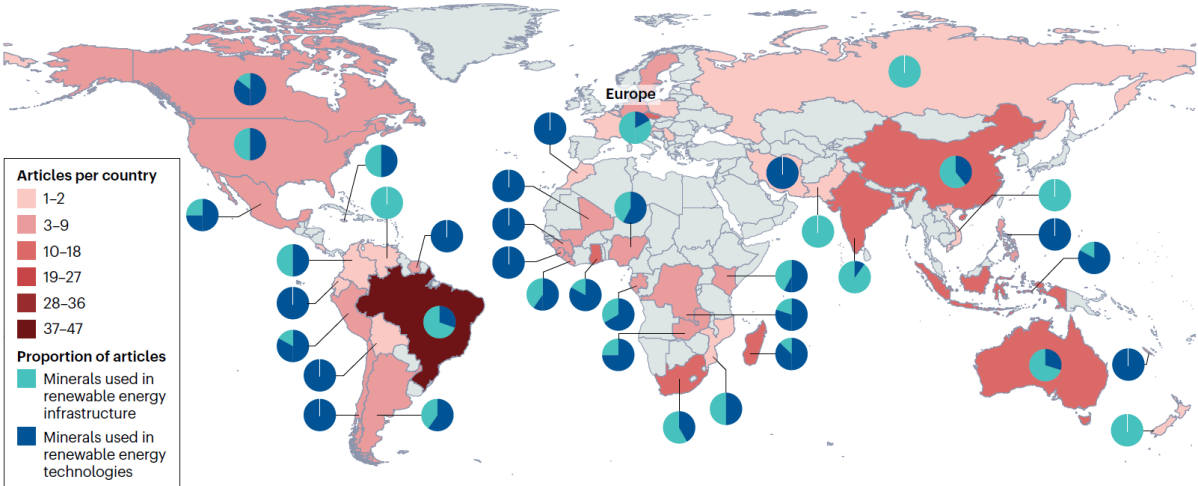 Europe
Articles per country
1–2
3–9
10–18
19–27
28–36
37–47
Proportion of articles
Minerals used in
renewable energy
infrastructure
Minerals used in
renewable energy
technologies